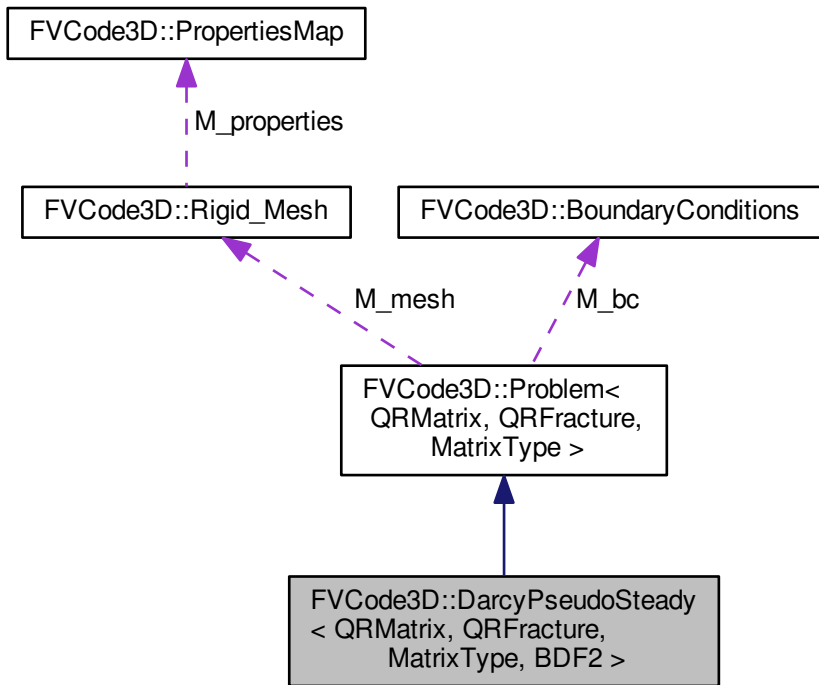 FVCode3D::PropertiesMap
M_properties
FVCode3D::Rigid_Mesh
FVCode3D::BoundaryConditions
M_mesh
M_bc
FVCode3D::Problem<
QRMatrix, QRFracture,
MatrixType >
FVCode3D::DarcyPseudoSteady
< QRMatrix, QRFracture,
MatrixType, BDF2 >